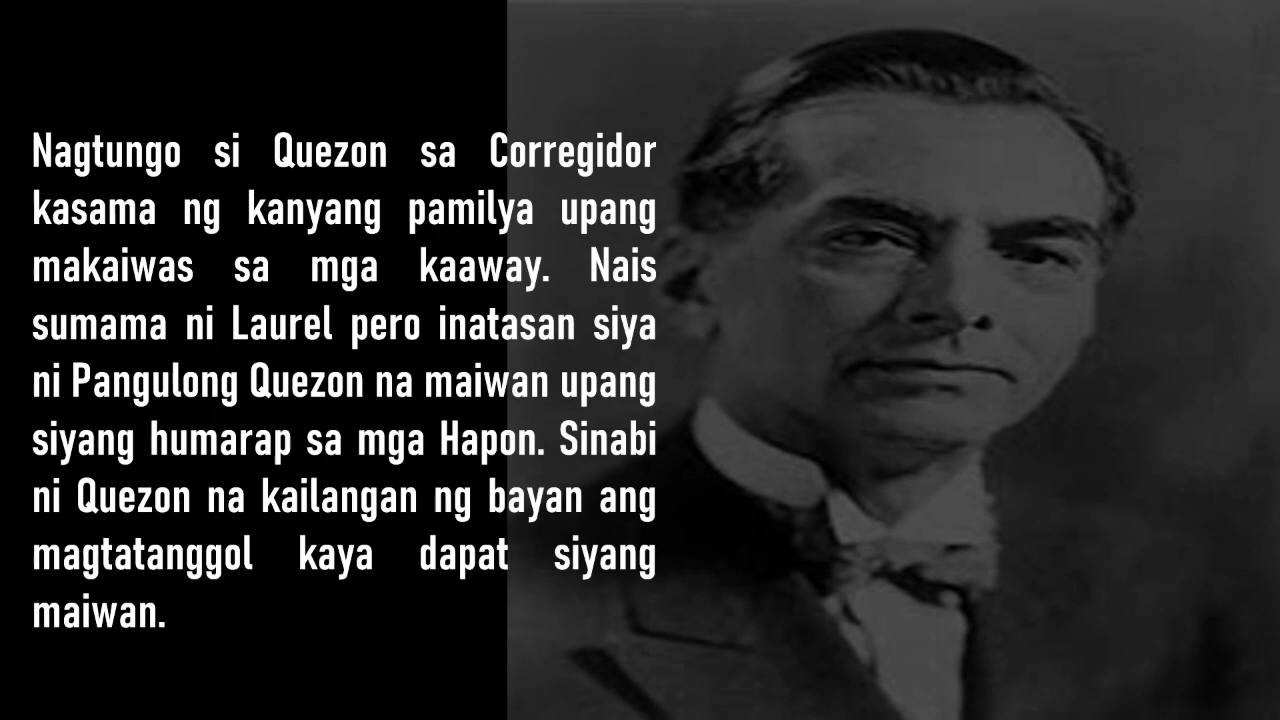 Nagtungo si Quezon sa Corregidor
kasama ng kanyang pamilya upang
makaiwas sa mga kaaway. Nais
sumama ni Laurel pero inatasan siya
ni Pangulong Quezon na maiwan upang
siyang humarap sa mga Hapon. Sinabi
ni Quezon na kailangan ng bayan ang
magtatanggol kaya dapat siyang
maiwan.